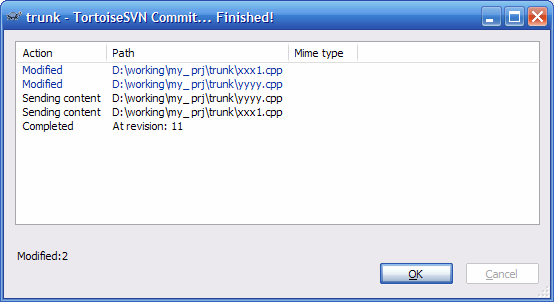 trunk - TortoiseSVN Commit... Finished!
Action Path Mime type
Modified D:\working\my_prj\trunk\xxx1.cpp
Modified D:\working\my_prj\trunk\yyyy.cpp
Sending content D:\working\my_prj\trunk\yyyy.cpp
Sending content D:\working\my_prj\trunk\xxx1.cpp
Completed At revision: 11
Modified:2
OK Cancel